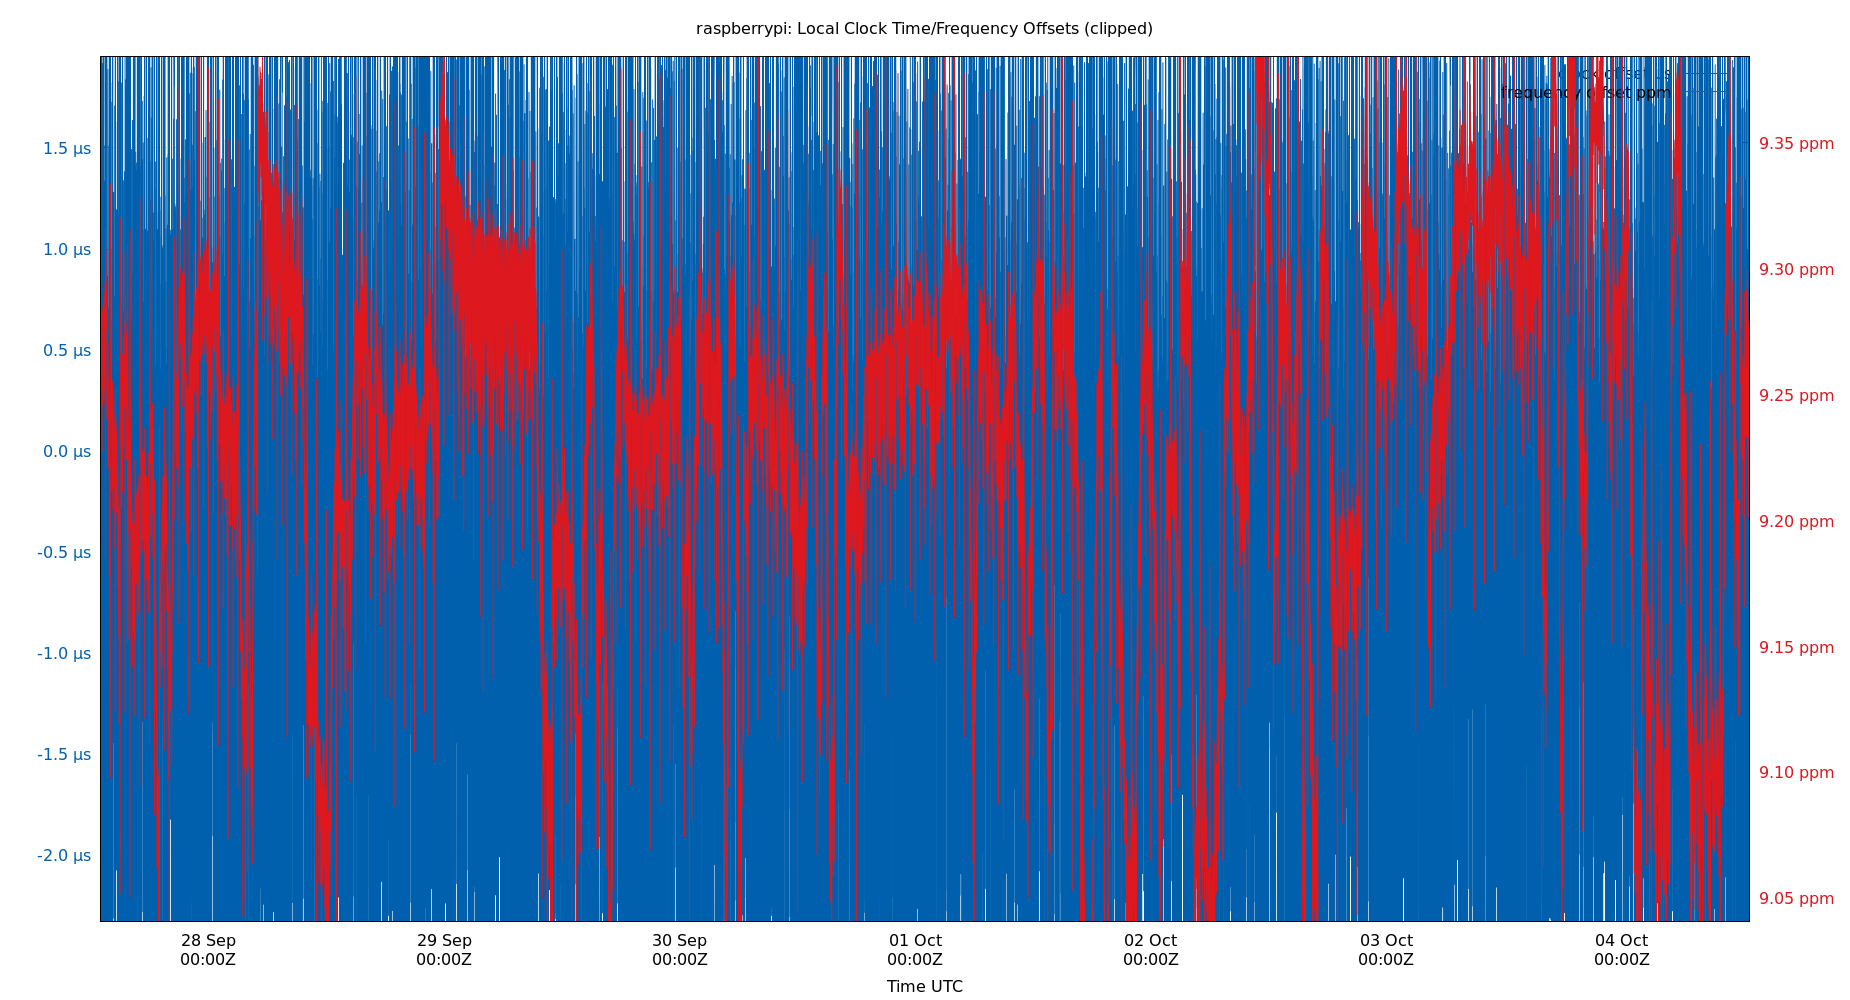 raspberrypi: Local Clock Time/Frequency Offsets (clipped)
frequency offset ppm
1.5 µs
1.0 µs
0.5 µs
0.0 µs
-0.5 µs
-1.0 µs
-1.5 µs
-2.0 µs
9.35 ppm
9.30 ppm
9.25 ppm
9.20 ppm
9.15 ppm
9.10 ppm
9.05 ppm
28 Sep
00:00Z
29 Sep
00:00Z
30 Sep
00:00Z
01 Oct
00:00Z
02 Oct
00:00Z
03 Oct
00:00Z
04 Oct
00:00Z
Time UTC